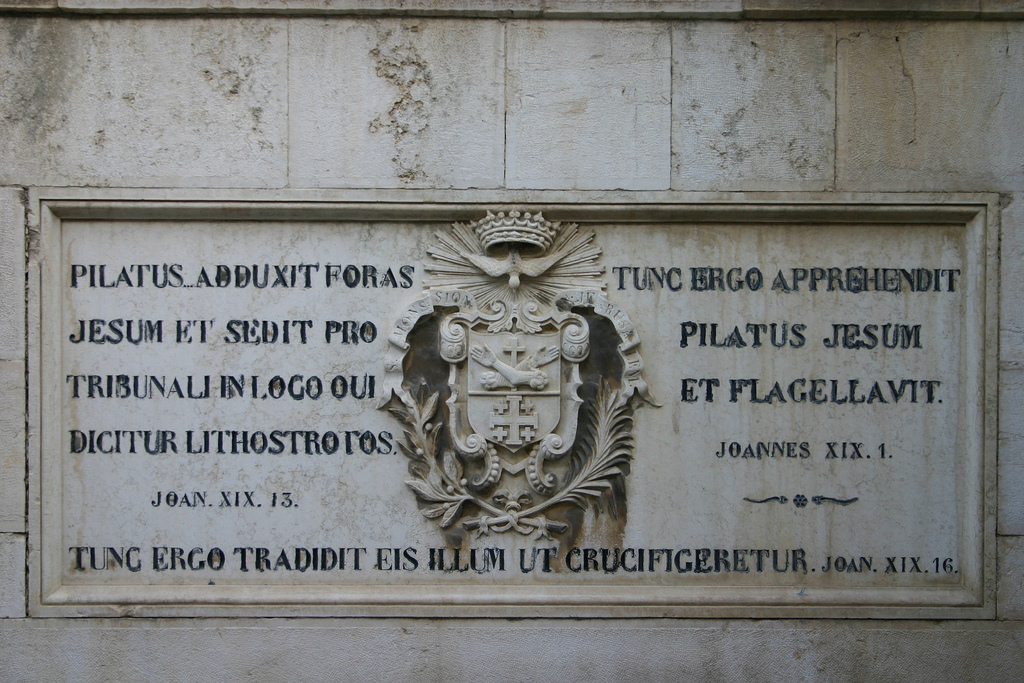 PILATUS...ADDUXIT FORAS
JESUM ET SEDIT PRO
TRIBUNALI IN LOCO QUI
DICITUR LITHOSTROTOS.
JOAN. XIX. 13.
TUNC ERGO APPREHENDIT
PILATUS JESUM
ET FLAGELLAVIT.
JOANNES XIX. 1.
TUNC ERGO TRADIDIT EIS ILLUM UT CRUCIFIGERETUR. JOAN. XIX. 16.